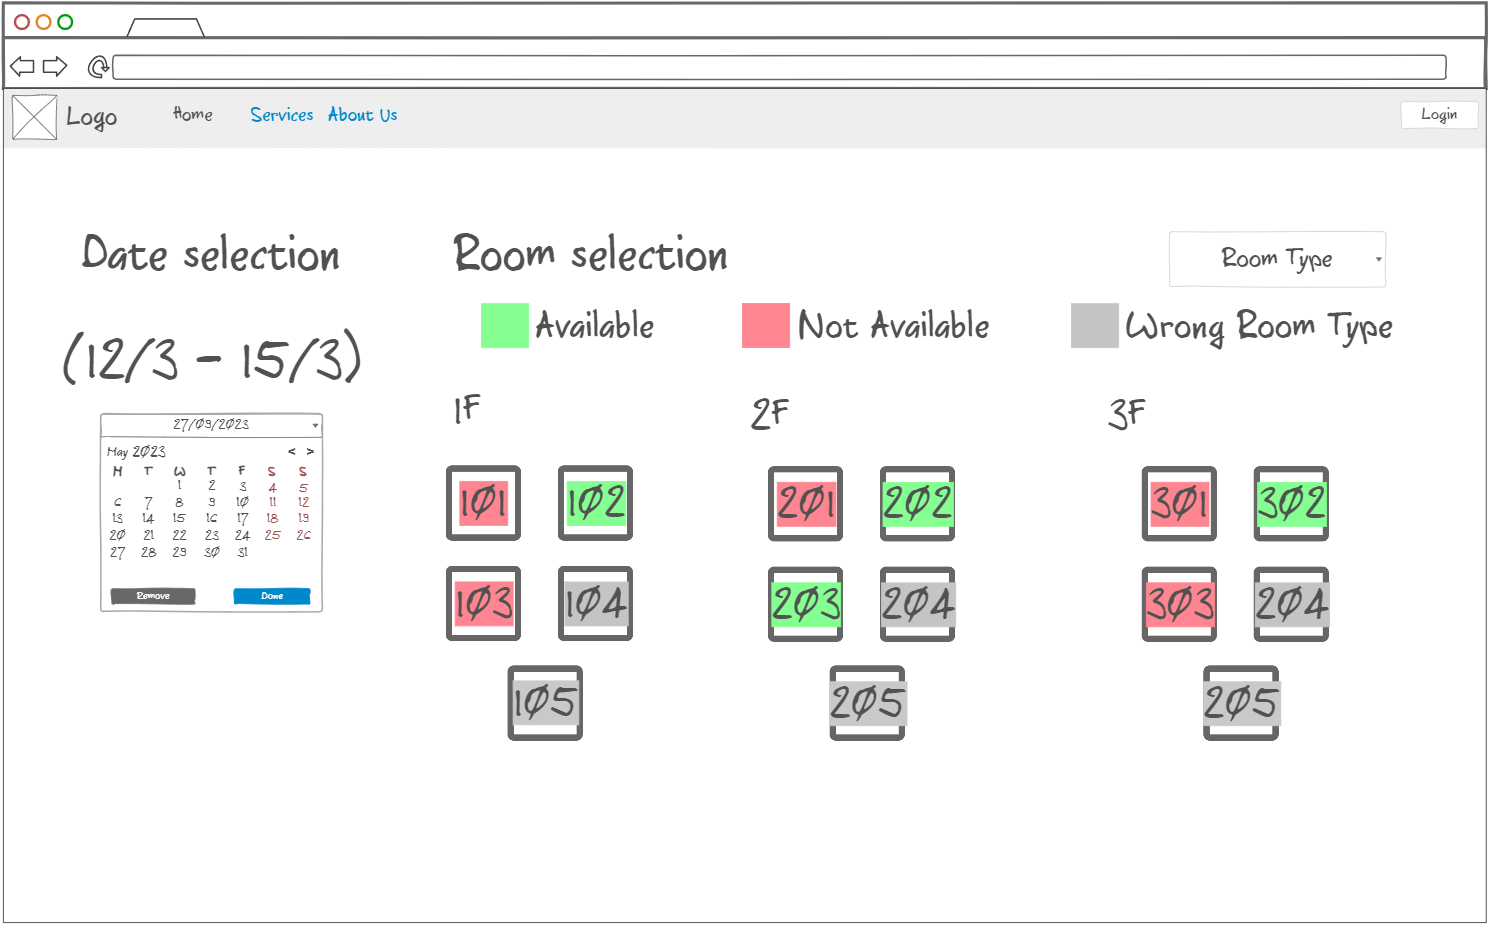 Logo Home Services About Us Login
Date selection
(12/3 - 15/3)
27/09/2023
May 2023 < >
M T W T F S S
1 2 3 4 5
6 7 8 9 10 11 12
13 14 15 16 17 18 19
20 21 22 23 24 25 26
27 28 29 30 31
Remove Done
Room selection
Room Type
Available Not Available Wrong Room Type
1F 2F 3F
101 102 201 202 301 302
103 104 203 204 303 204
105 205 205